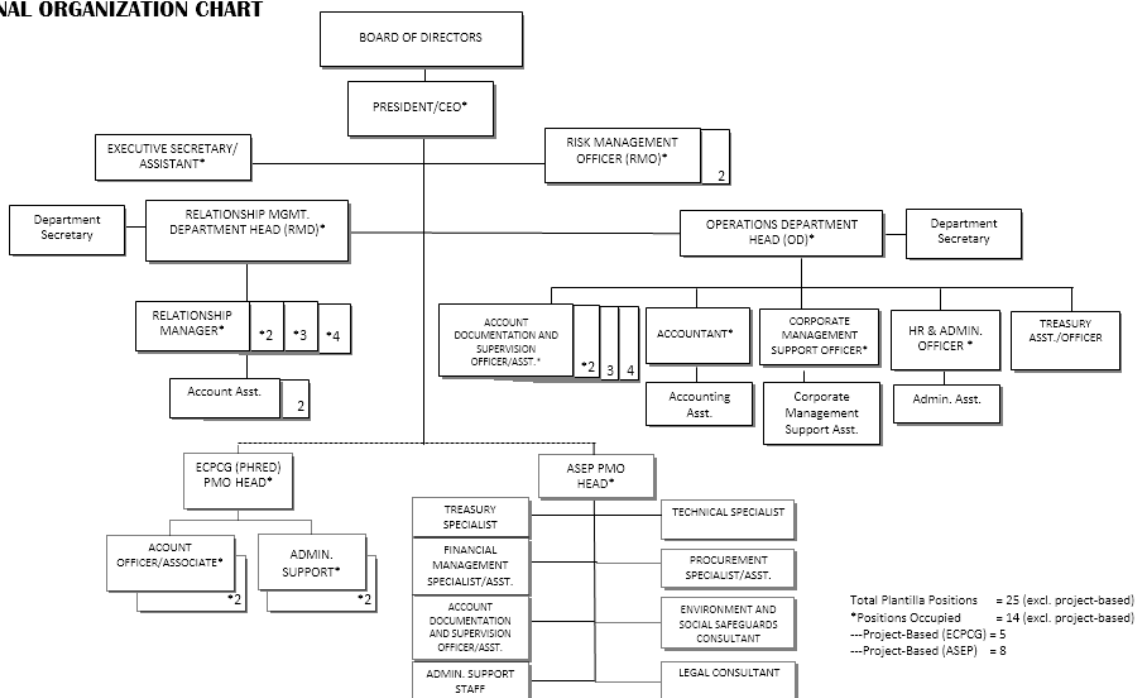 NAL ORGANIZATION CHART
BOARD OF DIRECTORS
PRESIDENT/CEO*
EXECUTIVE SECRETARY/
ASSISTANT*
RISK MANAGEMENT
OFFICER (RMO)*
2
Department
Secretary
RELATIONSHIP MGMT.
DEPARTMENT HEAD (RMD)*
OPERATIONS DEPARTMENT
HEAD (OD)*
Department
Secretary
RELATIONSHIP
MANAGER*
*2
*3
*4
Account Asst.
2
ACCOUNT
DOCUMENTATION AND
SUPERVISION
OFFICER/ASST.*
*2
3
4
ACCOUNTANT*
CORPORATE
MANAGEMENT
SUPPORT OFFICER*
HR & ADMIN.
OFFICER *
TREASURY
ASST./OFFICER
Accounting
Asst.
Corporate
Management
Support Asst.
Admin. Asst.
ECPCG (PHRED)
PMO HEAD*
ACOUNT
OFFICER/ASSOCIATE*
*2
ADMIN.
SUPPORT*
*2
ASEP PMO
HEAD*
TREASURY
SPECIALIST
TECHNICAL SPECIALIST
FINANCIAL
MANAGEMENT
SPECIALIST/ASST.
PROCUREMENT
SPECIALIST/ASST.
ACCOUNT
DOCUMENTATION
AND SUPERVISION
OFFICER/ASST.
ENVIRONMENT AND
SOCIAL SAFEGUARDS
CONSULTANT
ADMIN. SUPPORT
STAFF
LEGAL CONSULTANT
Total Plantilla Positions = 25 (excl. project-based)
*Positions Occupied = 14 (excl. project-based)
---Project-Based (ECPCG) = 5
---Project-Based (ASEP) = 8